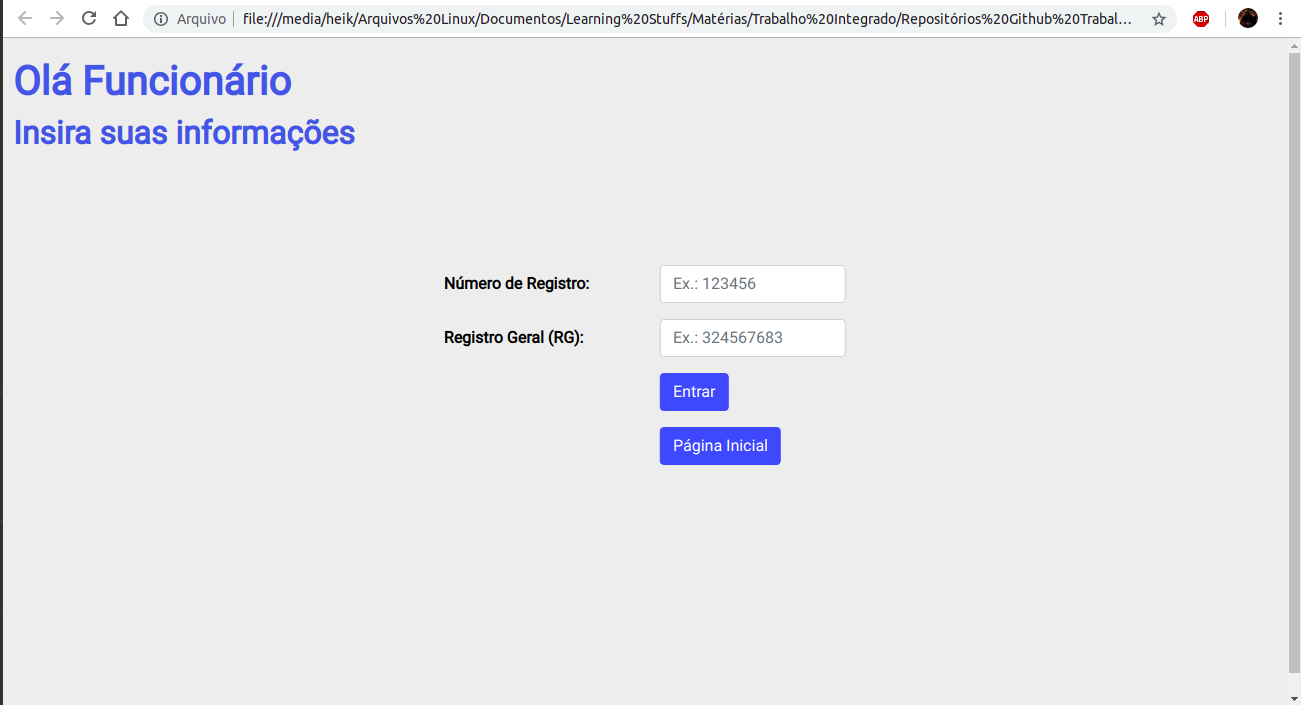 Arquivo file:///media/heik/Arquivos%20Linux/Documentos/Learning%20Stuffs/Matérias/Trabalho%20Integrado/Repositórios%20Github%20Trabal... ABP
Olá Funcionário
Insira suas informações
Número de Registro: Ex.: 123456
Registro Geral (RG): Ex.: 324567683
Entrar
Página Inicial